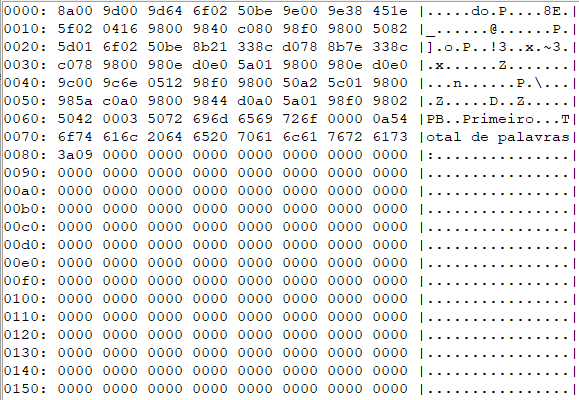 0000: 8a00 9d00 9d64 6f02 50be 9e00 9e38 451e |.....do.P....8E.|
0010: 5f02 0416 9800 9840 c080 98f0 9800 5082 |_......@......P.|
0020: 5d01 6f02 50be 8b21 338c d078 8b7e 338c |].o.P..!3..x.~3.|
0030: c078 9800 980e d0e0 5a01 9800 980e d0e0 |.x......Z.......|
0040: 9c00 9c6e 0512 98f0 9800 50a2 5c01 9800 |...n......P.\...|
0050: 985a c0a0 9800 9844 d0a0 5a01 98f0 9802 |.Z.....D..Z.....|
0060: 5042 0003 5072 696d 6569 726f 0000 0a54 |PB..Primeiro...T|
0070: 6f74 616c 2064 6520 7061 6c61 7672 6173 |otal de palavras|
0080: 3a09 0000 0000 0000 0000 0000 0000 0000 |:...............|
0090: 0000 0000 0000 0000 0000 0000 0000 0000 |................|
00a0: 0000 0000 0000 0000 0000 0000 0000 0000 |................|
00b0: 0000 0000 0000 0000 0000 0000 0000 0000 |................|
00c0: 0000 0000 0000 0000 0000 0000 0000 0000 |................|
00d0: 0000 0000 0000 0000 0000 0000 0000 0000 |................|
00e0: 0000 0000 0000 0000 0000 0000 0000 0000 |................|
00f0: 0000 0000 0000 0000 0000 0000 0000 0000 |................|
0100: 0000 0000 0000 0000 0000 0000 0000 0000 |................|
0110: 0000 0000 0000 0000 0000 0000 0000 0000 |................|
0120: 0000 0000 0000 0000 0000 0000 0000 0000 |................|
0130: 0000 0000 0000 0000 0000 0000 0000 0000 |................|
0140: 0000 0000 0000 0000 0000 0000 0000 0000 |................|
0150: 0000 0000 0000 0000 0000 0000 0000 0000 |................|